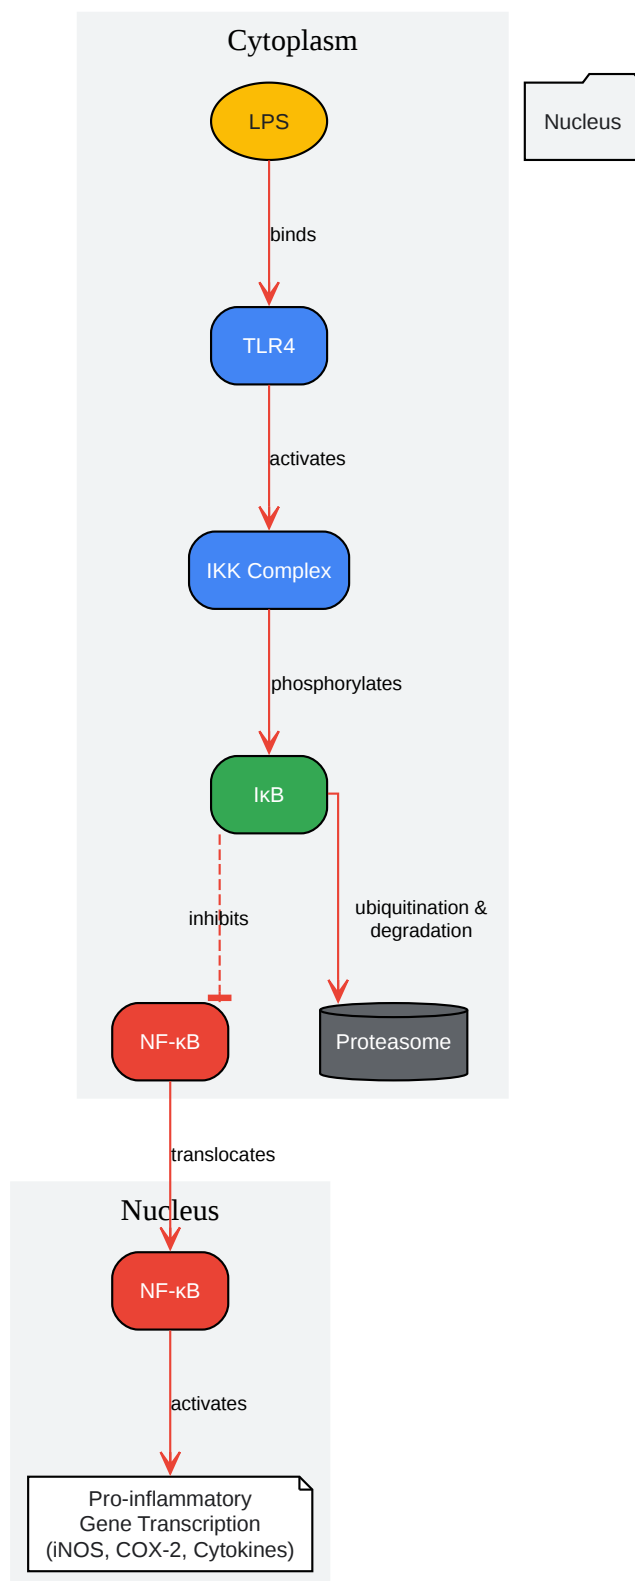 Cytoplasm
LPS
Nucleus
binds
TLR4
activates
IKK Complex
phosphorylates
IκB
inhibits
ubiquitination &
degradation
NF-κB
Proteasome
translocates
Nucleus
NF-κB
activates
Pro-inflammatory
Gene Transcription
(iNOS, COX-2, Cytokines)